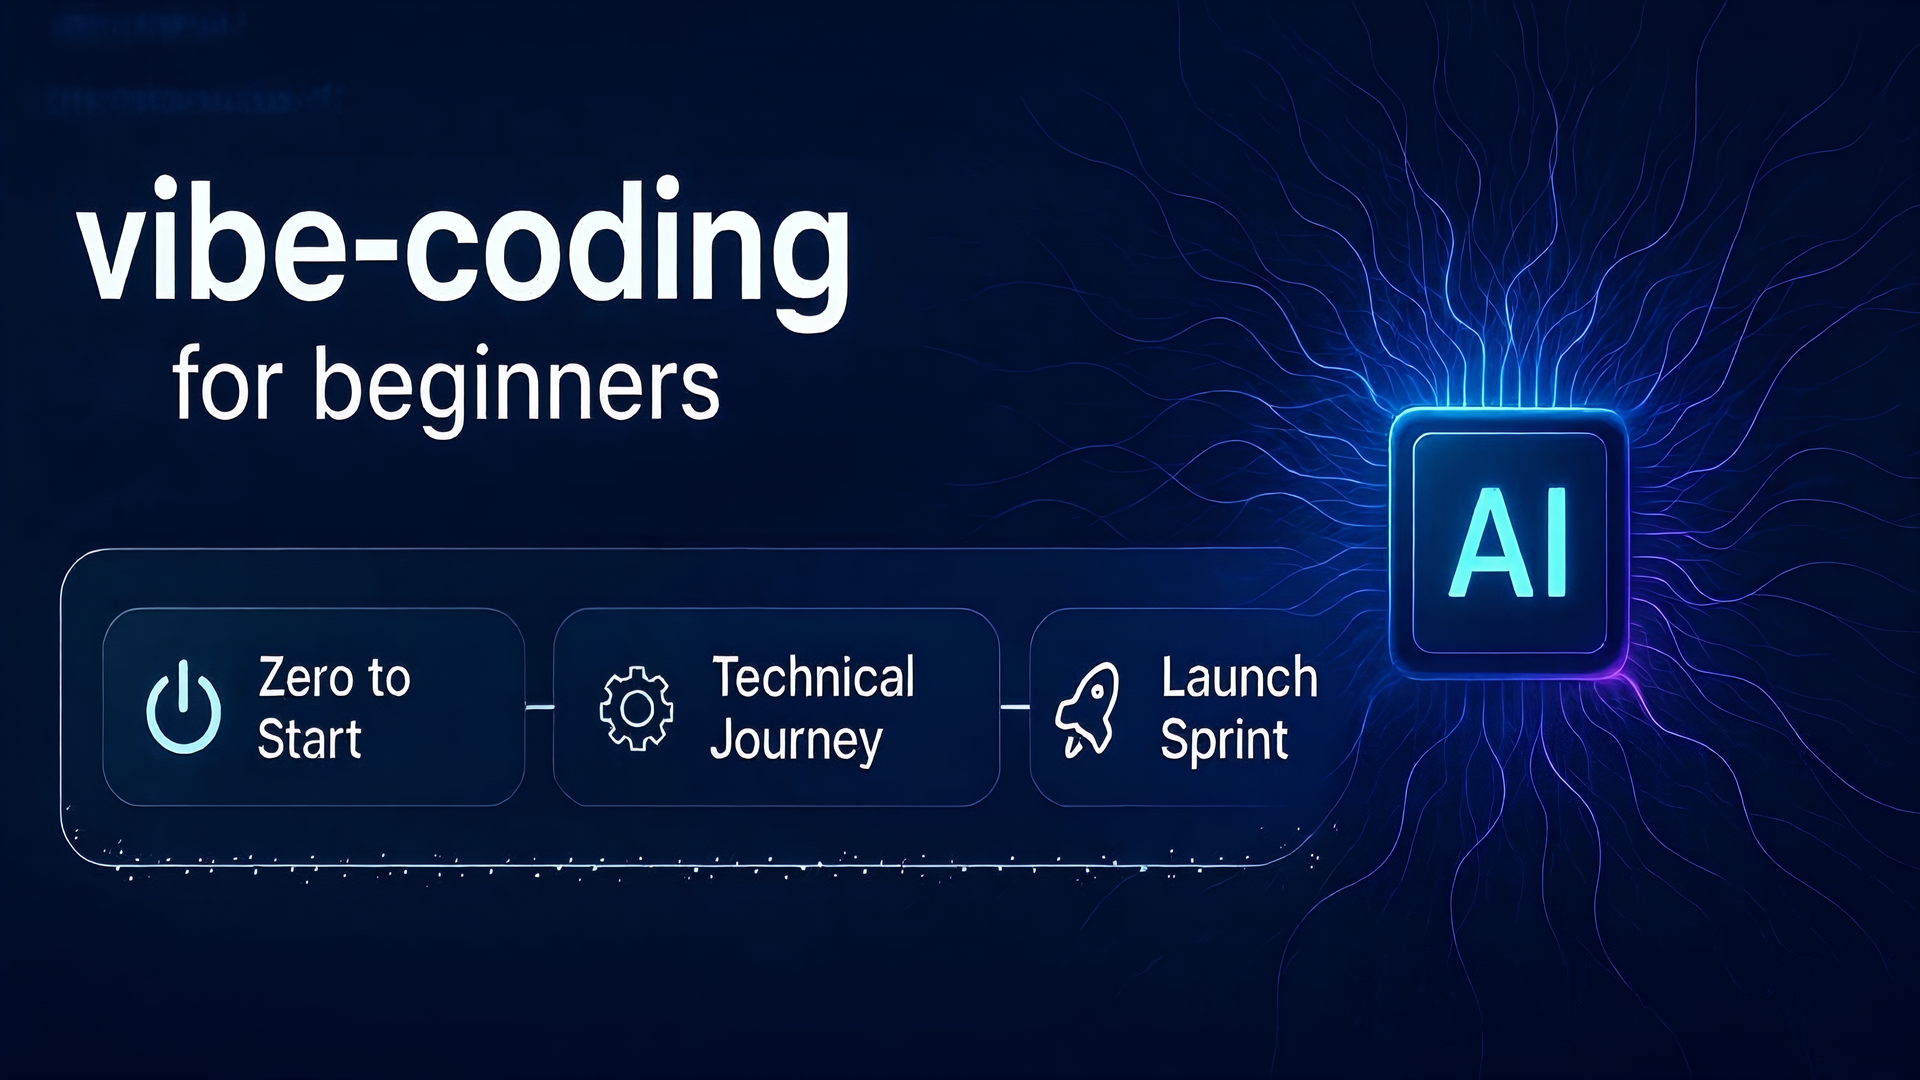 vibe-coding
for beginners
Zero to
Start
Technical
Journey
Launch
Sprint
AI